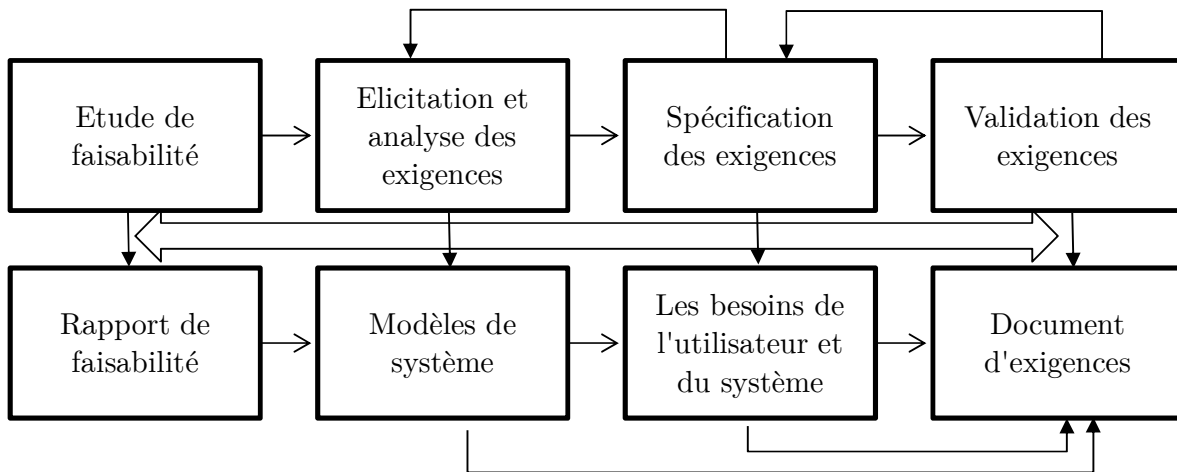 Etude de
faisabilité
Elicitation et
analyse des
exigences
Spécification
des exigences
Validation des
exigences
Rapport de
faisabilité
Modèles de
système
Les besoins de
l'utilisateur et
du système
Document
d'exigences